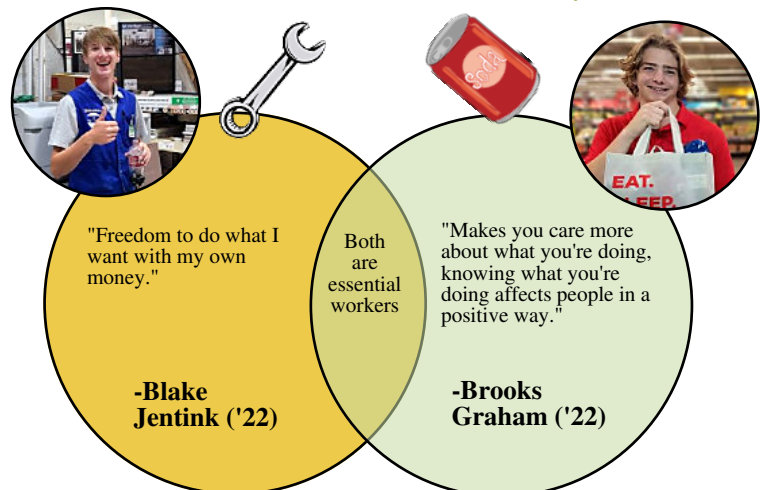 Soda
EAT.
"Freedom to do what I
want with my own
money."
Both
are
essential
workers
"Makes you care more
about what you're doing,
knowing what you're
doing affects people in a
positive way."
-Blake
Jentink ('22)
-Brooks
Graham ('22)